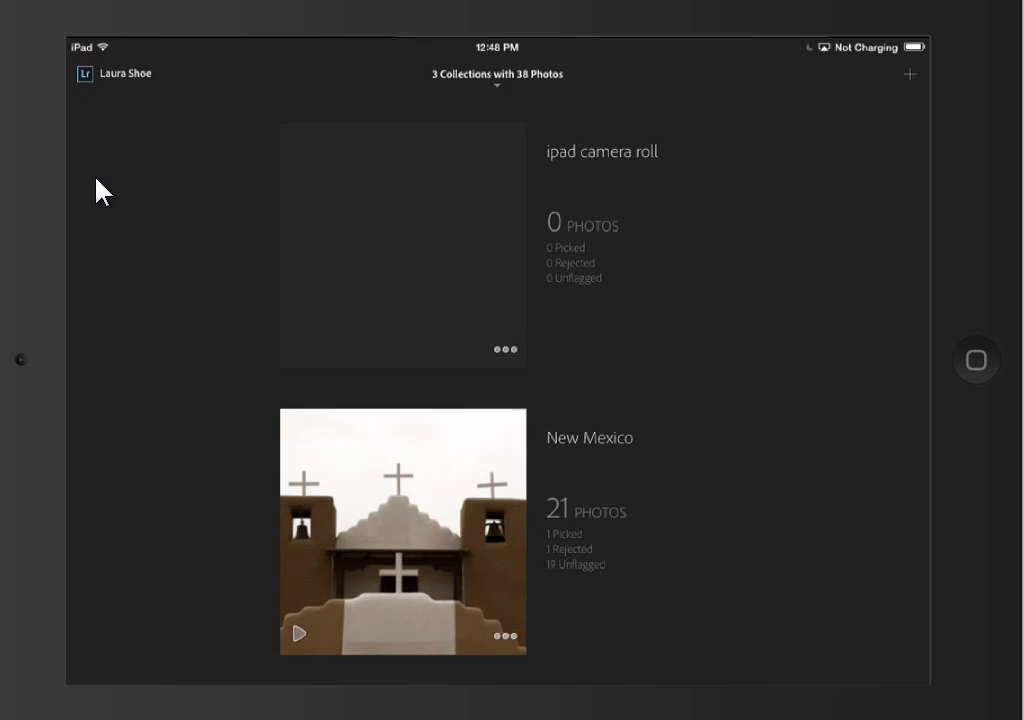 iPad
12:48 PM
Not Charging
Lr Laura Shoe
3 Collections with 38 Photos
ipad camera roll
0 PHOTOS
0 Picked
0 Rejected
0 Unflagged
New Mexico
21 PHOTOS
1 Picked
1 Rejected
19 Unflagged